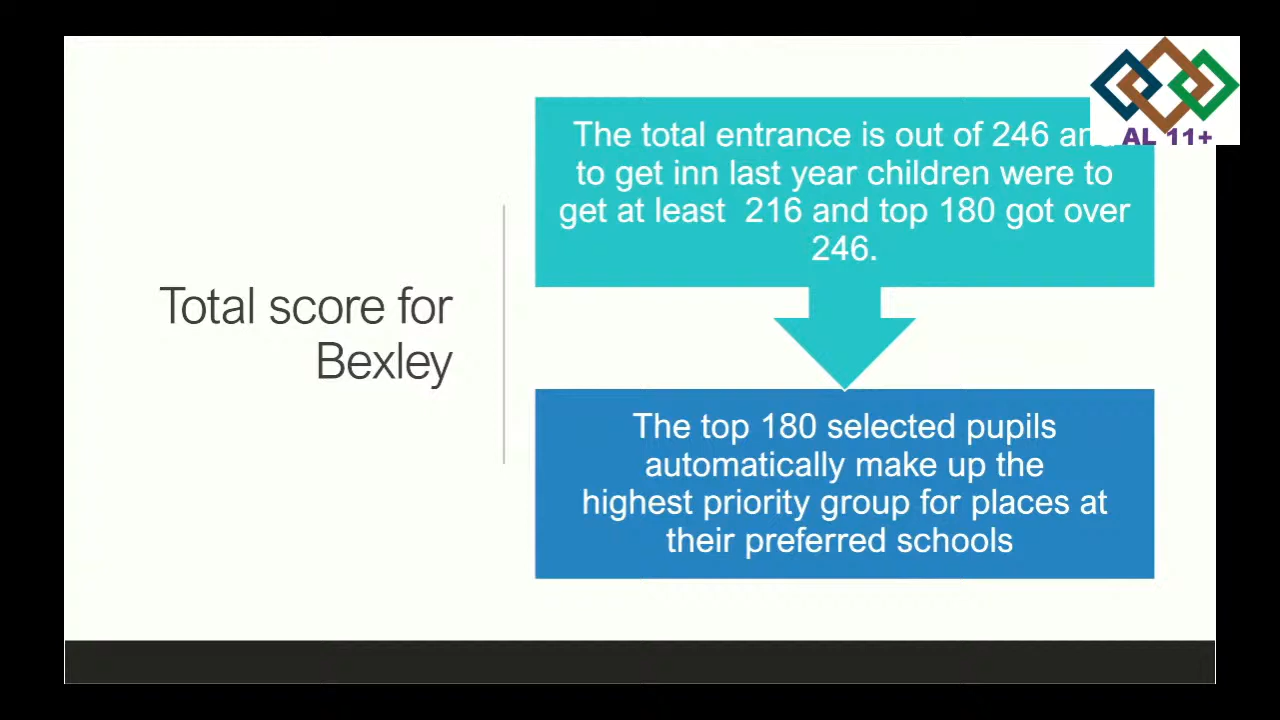 AL 11+
The total entrance is out of 246 and
to get inn last year children were to
get at least 216 and top 180 got over
246.
Total score for
Bexley
The top 180 selected pupils
automatically make up the
highest priority group for places at
their preferred schools